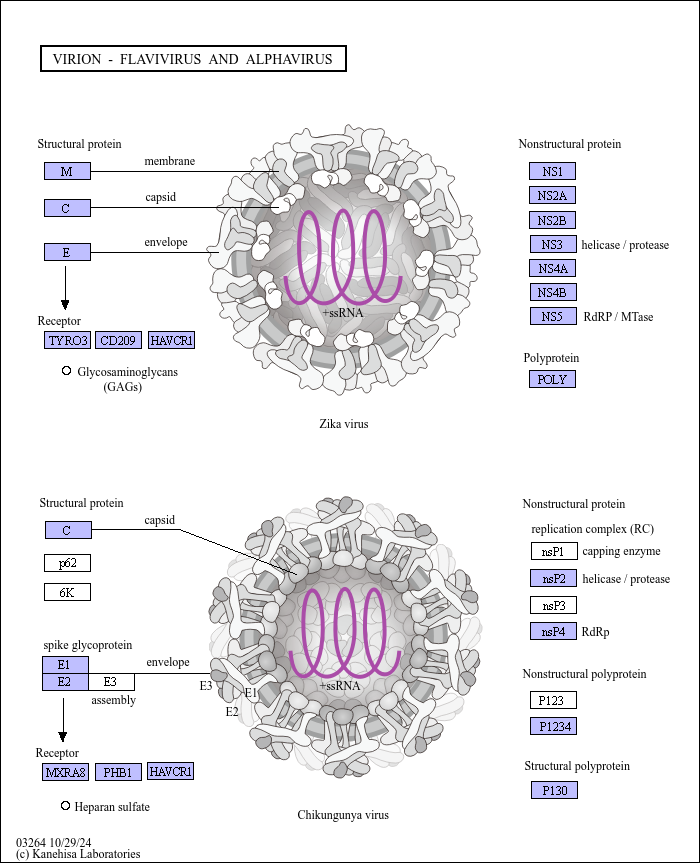 VIRION - FLAVIVIRUS AND ALPHAVIRUS
Structural protein
M
membrane
C
capsid
E
envelope
Receptor
TYRO3 CD209 HAVCR1
Glycosaminoglycans
(GAGs)
+ssRNA
Zika virus
Nonstructural protein
NS1
NS2A
NS2B
NS3 helicase / protease
NS4A
NS4B
NS5 RdRP / MTase
Polyprotein
POLY
Structural protein
C
capsid
p62
6K
spike glycoprotein
E1
E2 E3
envelope
assembly
Receptor
MXRA8 PHB1 HAVCR1
Heparan sulfate
E3
E1
E2
+ssRNA
Chikungunya virus
Nonstructural protein
replication complex (RC)
nsP1 capping enzyme
nsP2 helicase / protease
nsP3
nsP4 RdRp
Nonstructural polyprotein
P123
P1234
Structural polyprotein
P130
03264 10/29/24
(c) Kanehisa Laboratories